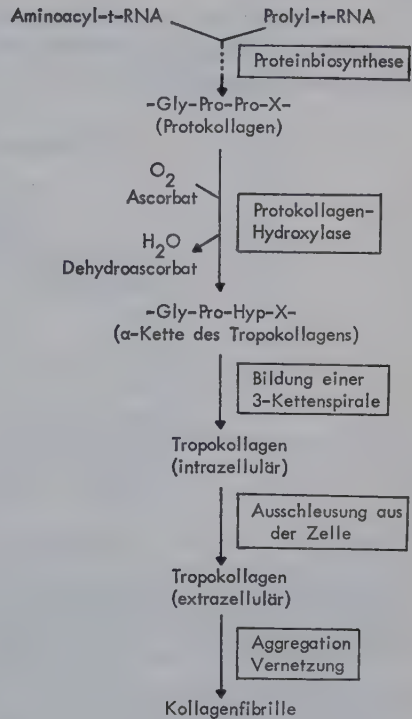 Aminoacyl-t-RNA
Prolyl-t-RNA
Proteinbiosynthese
-Gly-Pro-Pro-X-
(Protokollagen)
O2
Ascorbat
Protokollagen-
Hydroxylase
H2O
Dehydroascorbat
-Gly-Pro-Hyp-X-
(α-Kette des Tropokollagens)
Bildung einer
3-Kettenspirale
Tropokollagen
(intrazellulär)
Ausschleusung aus
der Zelle
Tropokollagen
(extrazellulär)
Aggregation
Vernetzung
Kollagenfibrille